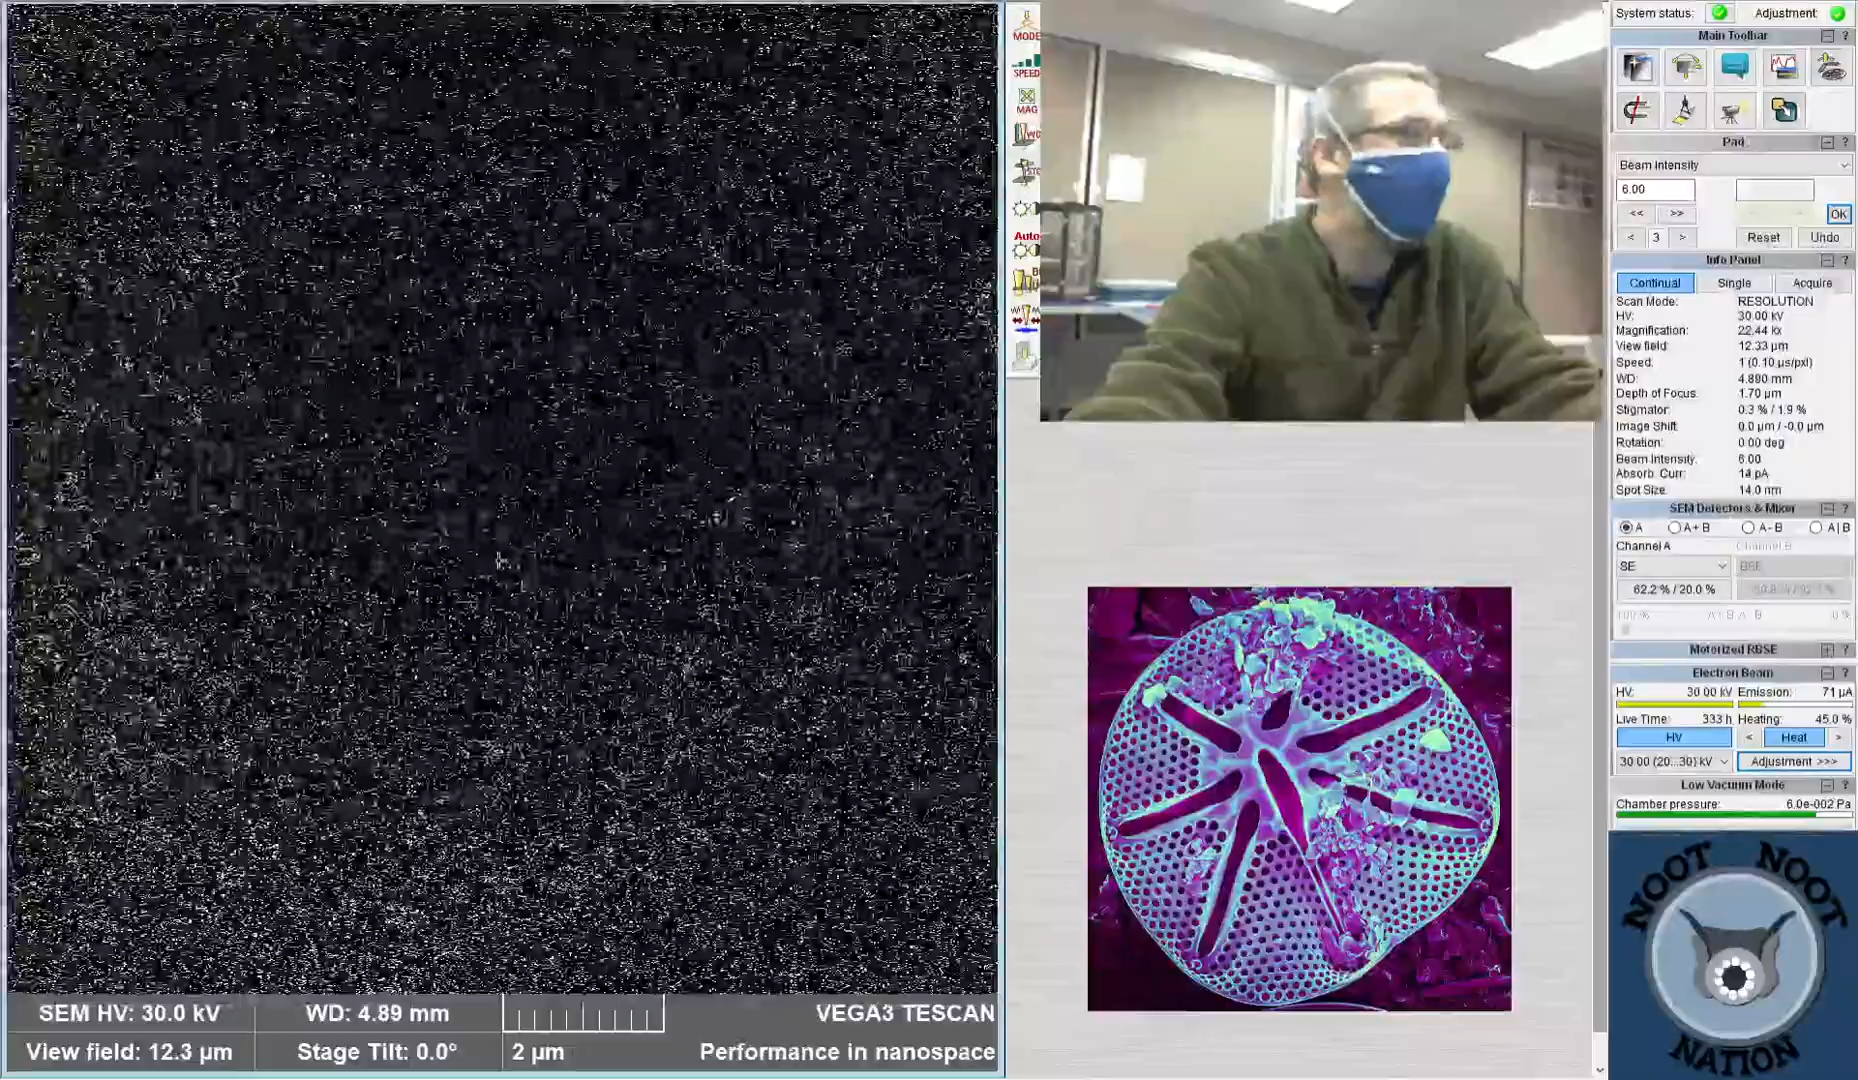 System status: Adjustment:
Main Toolbar
MODE
SPEED
MAG
WD
Auto
Pad
Beam Intensity
6.00
OK
<< >>
< 3 > Reset Undo
Info Panel
Continual Single Acquire
Scan Mode: RESOLUTION
HV: 30.00 kV
Magnification: 22.44 kx
View field: 12.33 µm
Speed: 1 (0.10 µs/pxl)
WD: 4.890 mm
Depth of Focus: 1.70 µm
Stigmator: 0.3 % / 1.9 %
Image Shift: 0.0 µm / -0.0 µm
Rotation: 0.00 deg
Beam Intensity: 6.00
Absorb. Curr: 14 pA
Spot Size: 14.0 nm
SEM Detectors & Mixer
A A + B A - B A | B
Channel A Channel B
SE BSE
62.2 % / 20.0 %
100 % A + B A - B 0 %
Motorized RBSE
Electron Beam
HV: 30.00 kV Emission: 71 µA
Live Time: 333 h Heating: 45.0 %
HV < Heat >
30.00 (20...30) kV Adjustment >>>
Low Vacuum Mode
Chamber pressure: 6.0e-002 Pa
NOOT NOOT
NATION
SEM HV: 30.0 kV WD: 4.89 mm VEGA3 TESCAN
View field: 12.3 µm Stage Tilt: 0.0° 2 µm Performance in nanospace